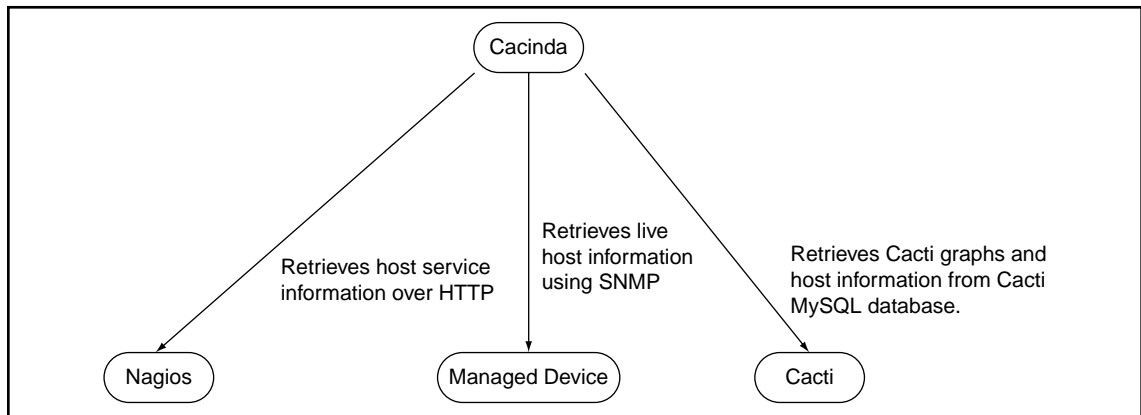 Cacinda
Retrieves host service
information over HTTP
Retrieves live
host information
using SNMP
Retrieves Cacti graphs and
host information from Cacti
MySQL database.
Nagios
Managed Device
Cacti